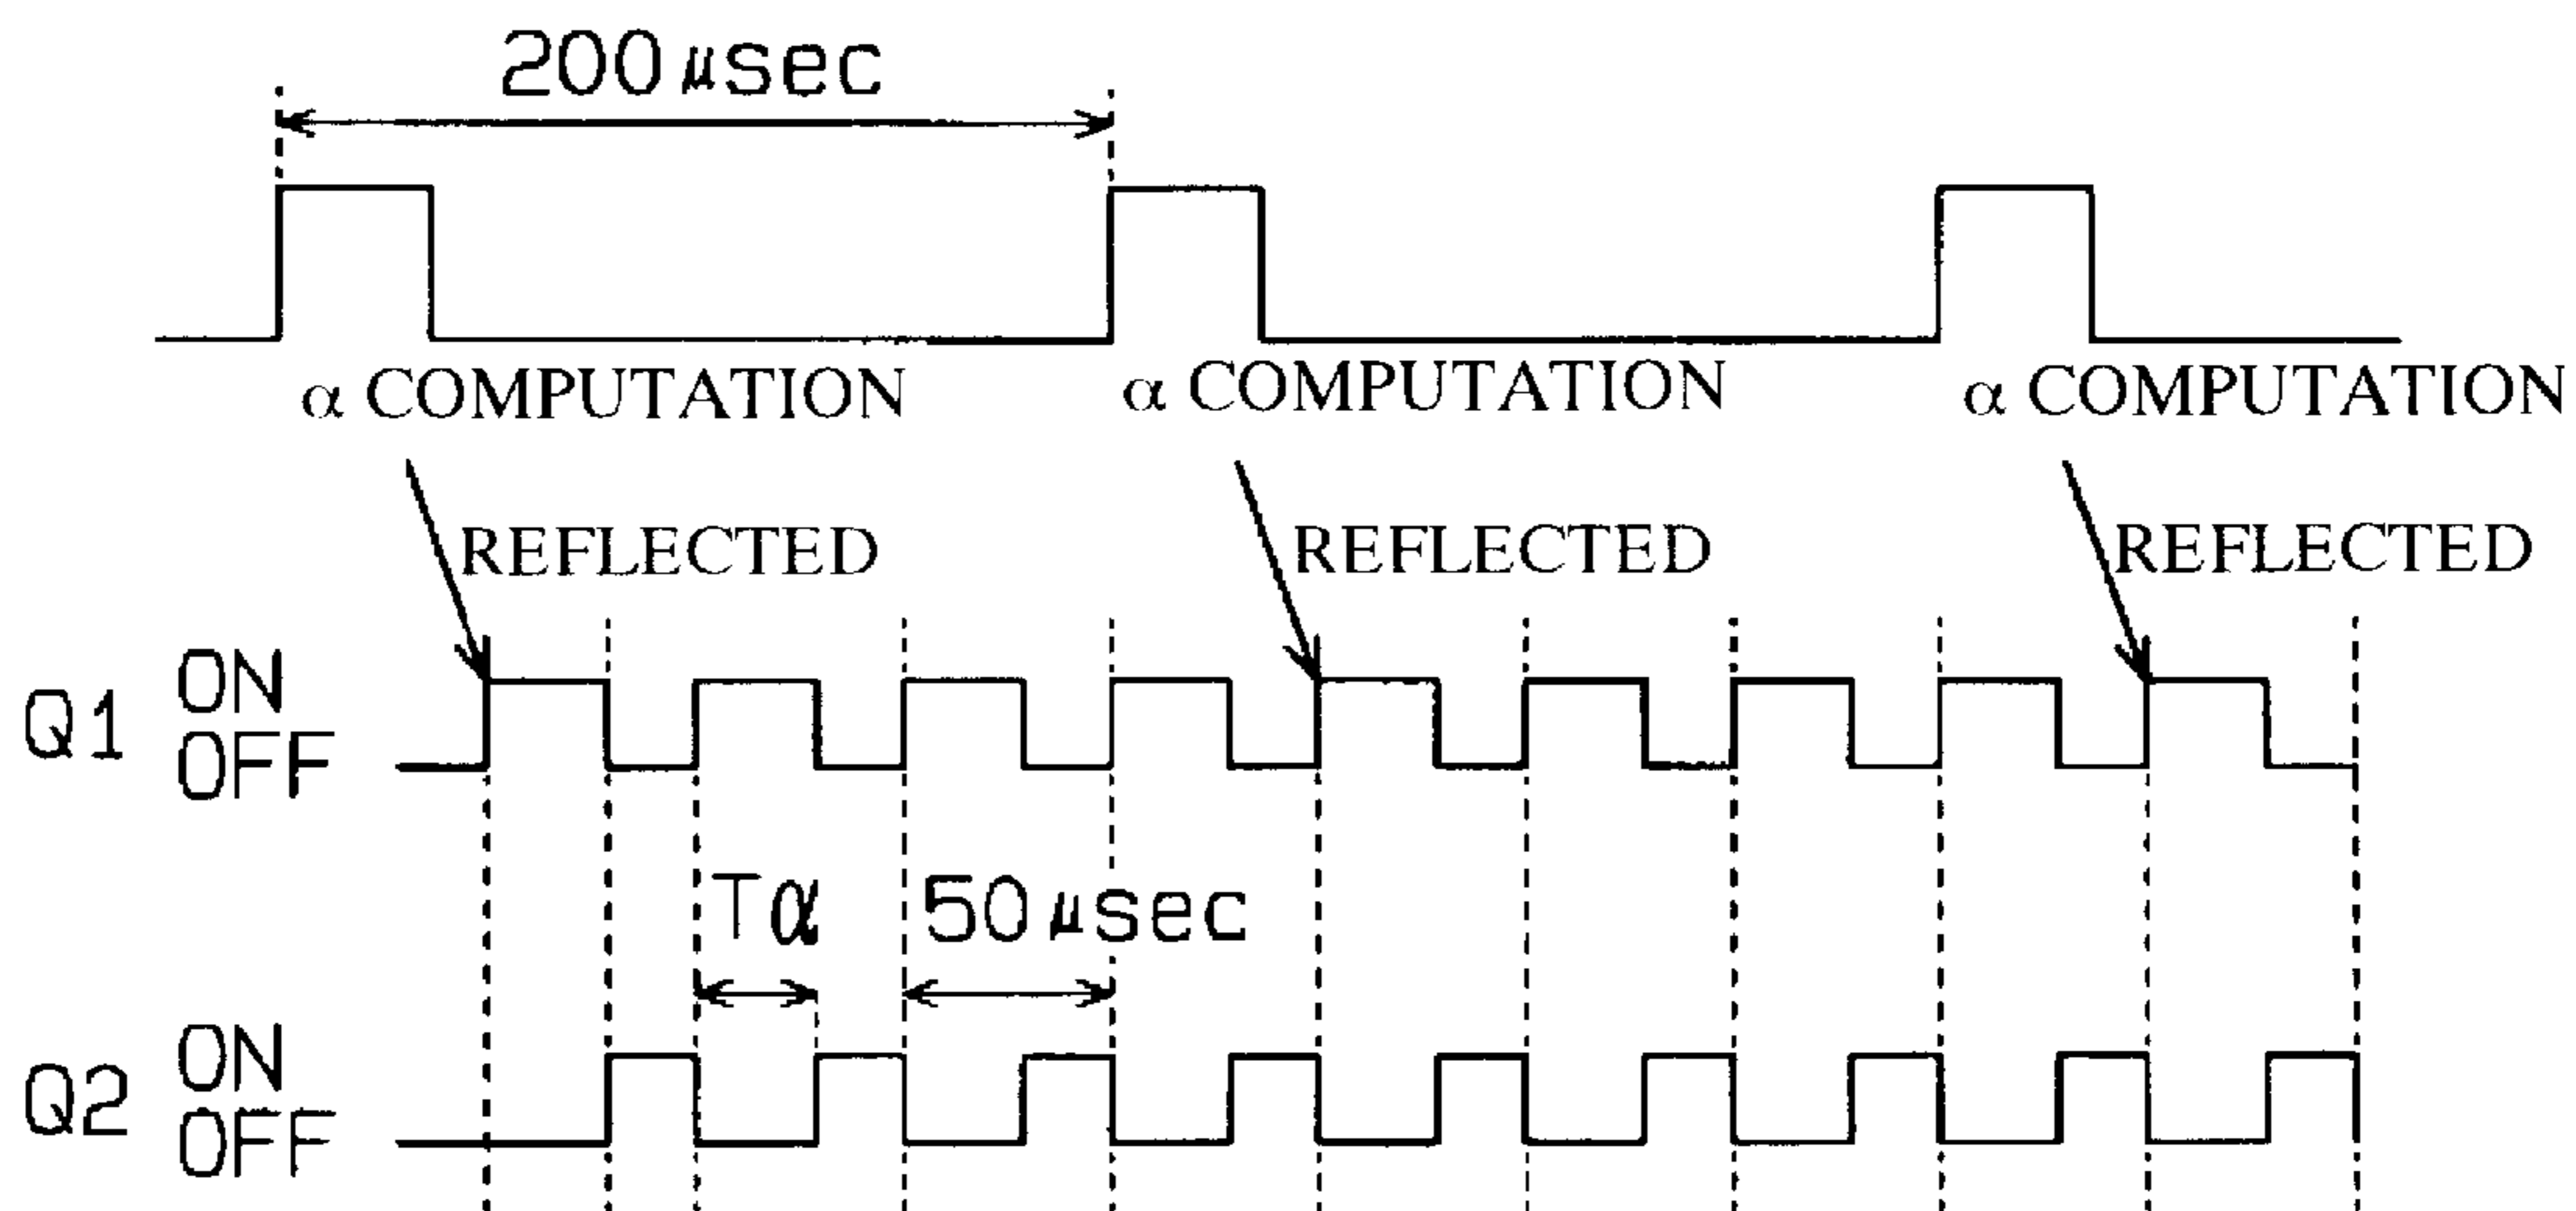 200μsec
α COMPUTATION α COMPUTATION α COMPUTATION
REFLECTED REFLECTED REFLECTED
Q1 ON
OFF
Tα 50μsec
Q2 ON
OFF